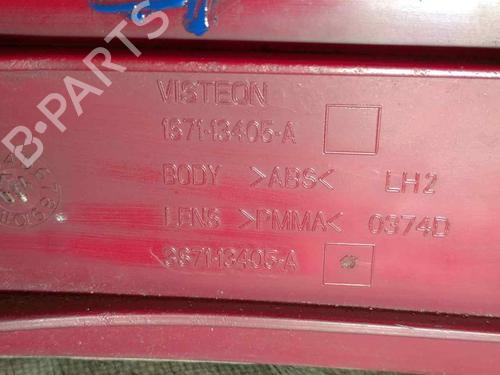 VISTEON
1S71-13405-A
BODY >ABS< LH2
LENS >PMMA< 0374D
3S71-13405-A
B-PARTS